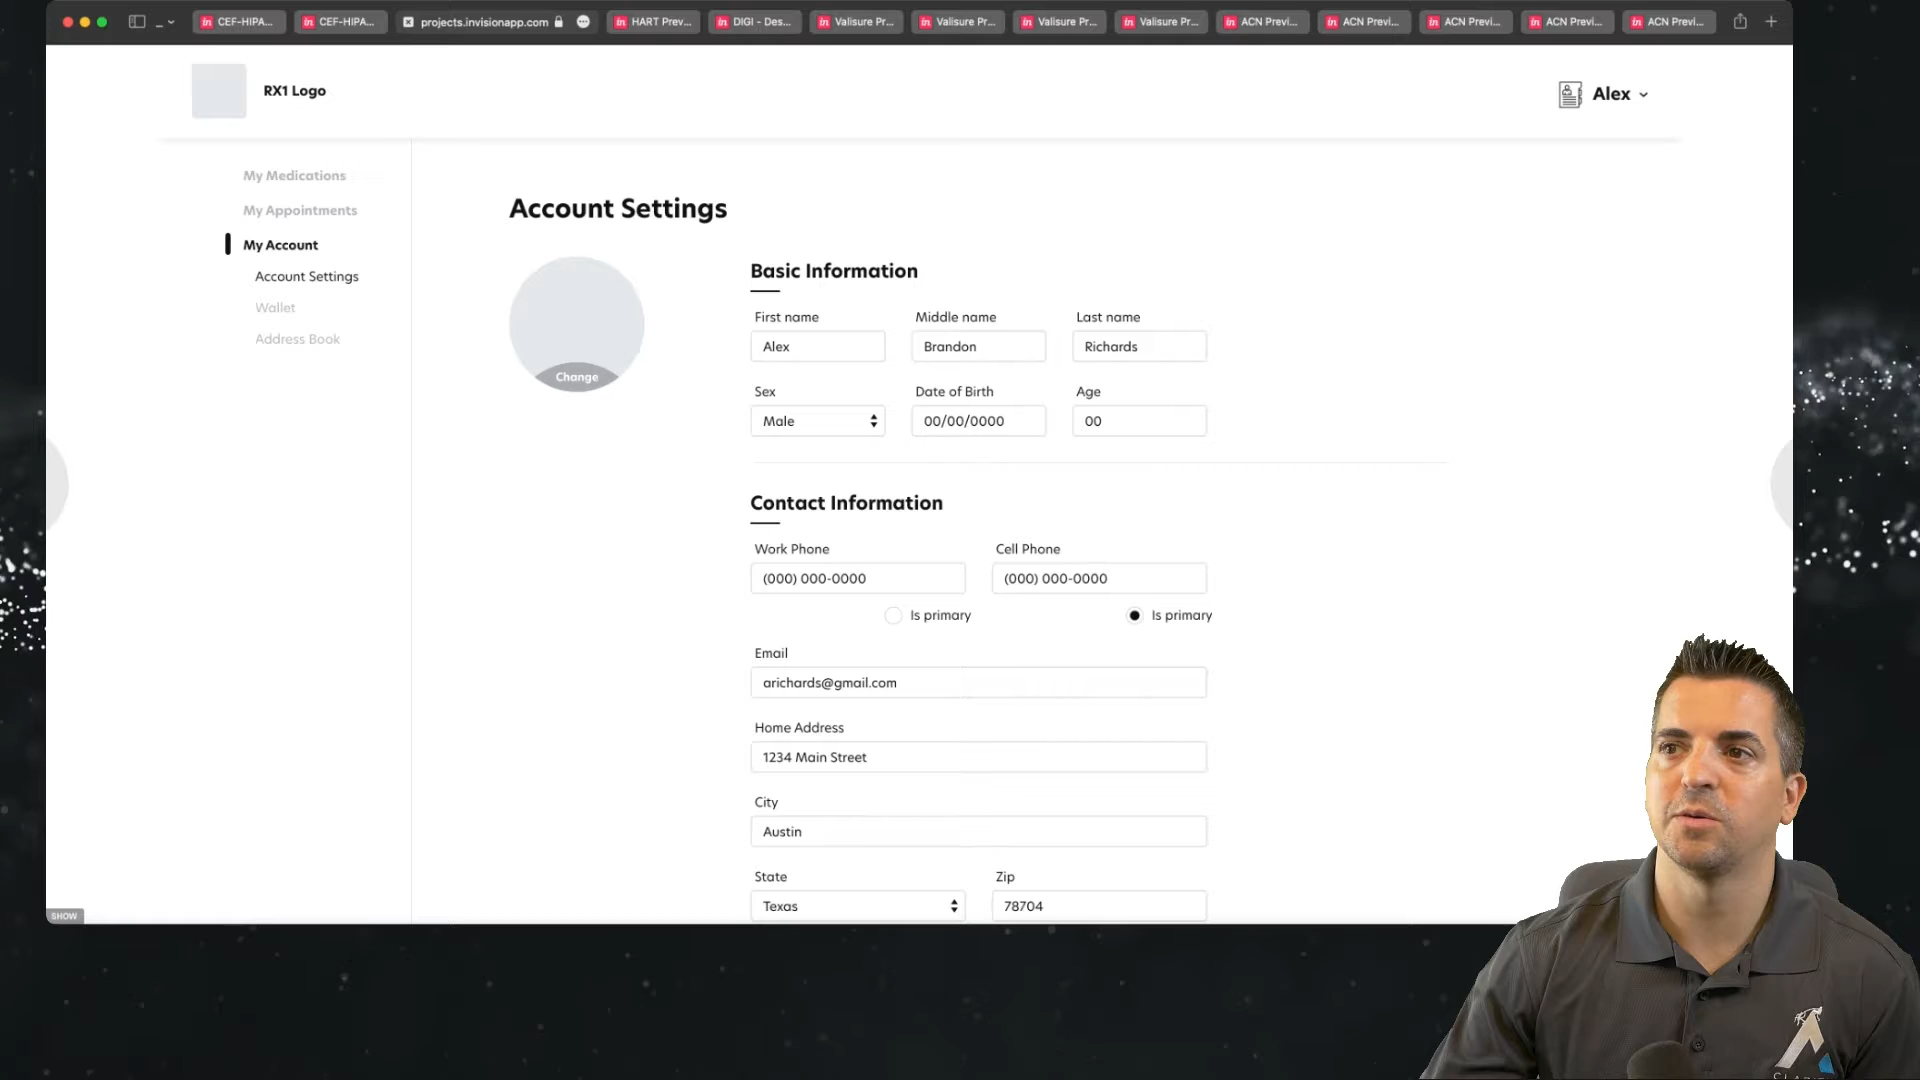 CEF-HIPA...
CEF-HIPA...
projects.invisionapp.com
HART Prev...
DIGI - Des...
Valisure Pr...
Valisure Pr...
Valisure Pr...
Valisure Pr...
ACN Previ...
ACN Previ...
ACN Previ...
ACN Previ...
ACN Previ...
RX1 Logo
Alex
My Medications
My Appointments
My Account
Account Settings
Wallet
Address Book
Account Settings
Change
Basic Information
First name
Middle name
Last name
Alex
Brandon
Richards
Sex
Date of Birth
Age
Male
00/00/0000
00
Contact Information
Work Phone
Cell Phone
(000) 000-0000
(000) 000-0000
Is primary
Is primary
Email
arichards@gmail.com
Home Address
1234 Main Street
City
Austin
State
Zip
Texas
78704
SHOW